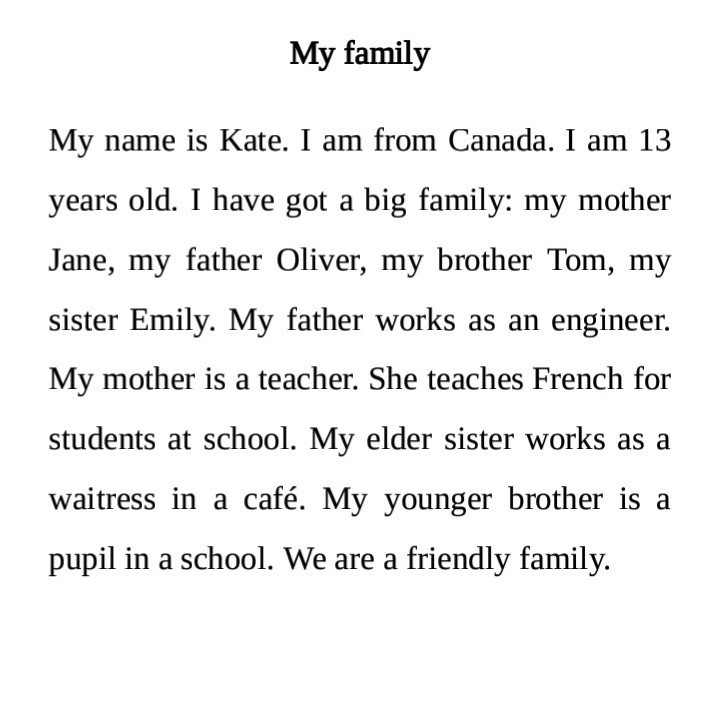 My family
My name is Kate. I am from Canada. I am 13
years old. I have got a big family: my mother
Jane, my father Oliver, my brother Tom, my
sister Emily. My father works as an engineer.
My mother is a teacher. She teaches French for
students at school. My elder sister works as a
waitress in a café. My younger brother is a
pupil in a school. We are a friendly family.